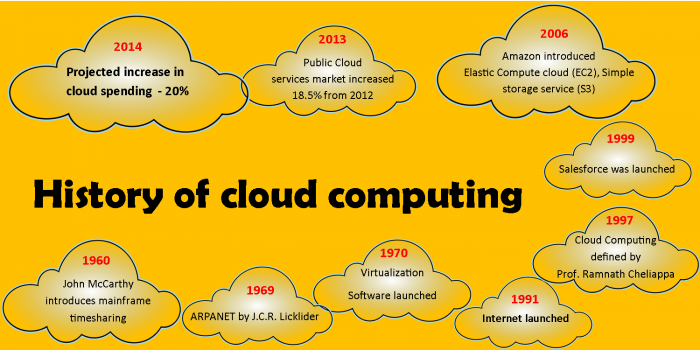 2014
Projected increase in
cloud spending - 20%
2013
Public Cloud
services market increased
18.5% from 2012
2006
Amazon introduced
Elastic Compute cloud (EC2), Simple
storage service (S3)
1999
Salesforce was launched
History of cloud computing
1997
Cloud Computing
defined by
Prof. Ramnath Cheliappa
1960
John McCarthy
introduces mainframe
timesharing
1969
ARPANET by J.C.R. Licklider
1970
Virtualization
Software launched
1991
Internet launched